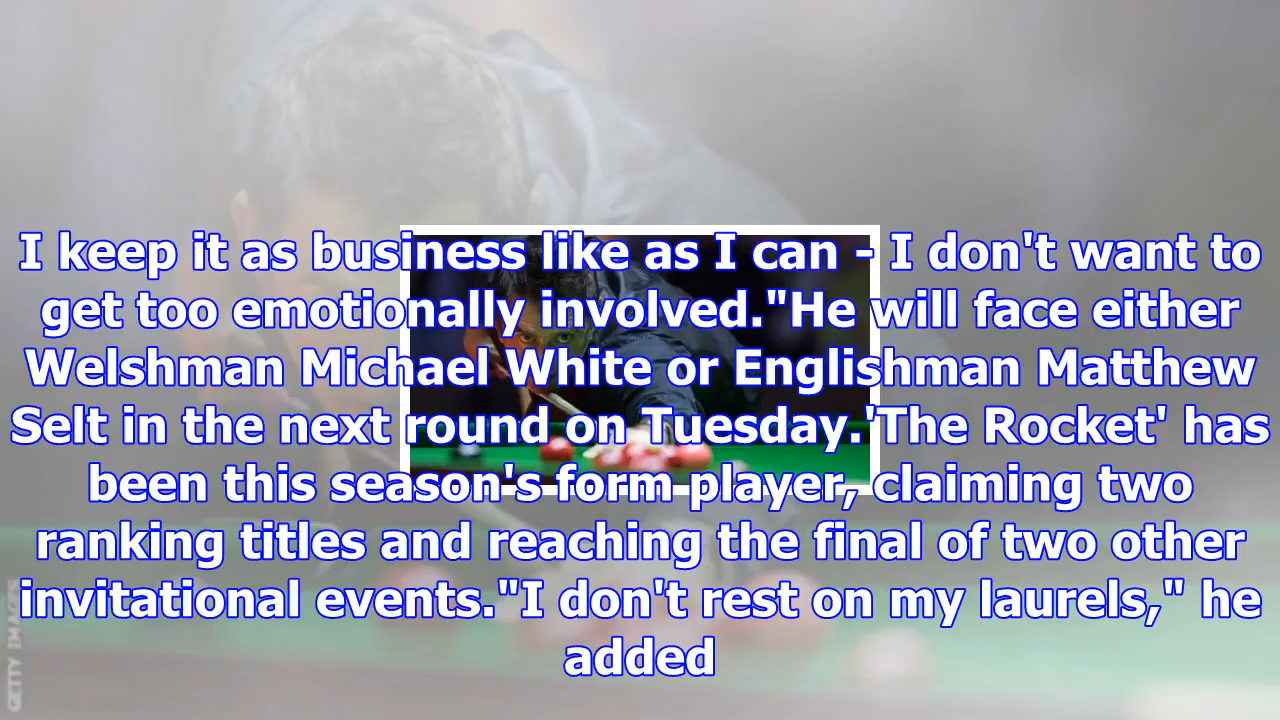 I keep it as business like as I can - I don't want to
get too emotionally involved."He will face either
Welshman Michael White or Englishman Matthew
Selt in the next round on Tuesday.'The Rocket' has
been this season's form player, claiming two
ranking titles and reaching the final of two other
invitational events."I don't rest on my laurels," he
added
GETTY IMAGES